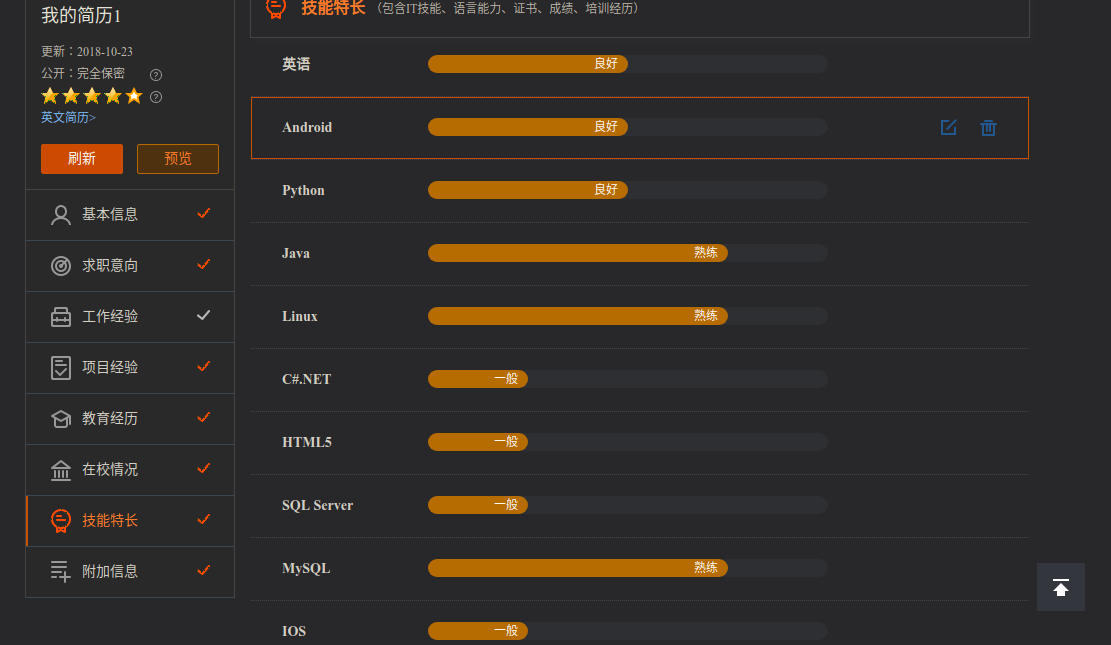 我的简历1
更新：2018-10-23
公开：完全保密 ?
?
英文简历>
刷新 预览
基本信息
求职意向
工作经验
项目经验
教育经历
在校情况
技能特长
附加信息
技能特长 （包含IT技能、语言能力、证书、成绩、培训经历）
英语 良好
Android 良好
Python 良好
Java 熟练
Linux 熟练
C#.NET 一般
HTML5 一般
SQL Server 一般
MySQL 熟练
IOS 一般